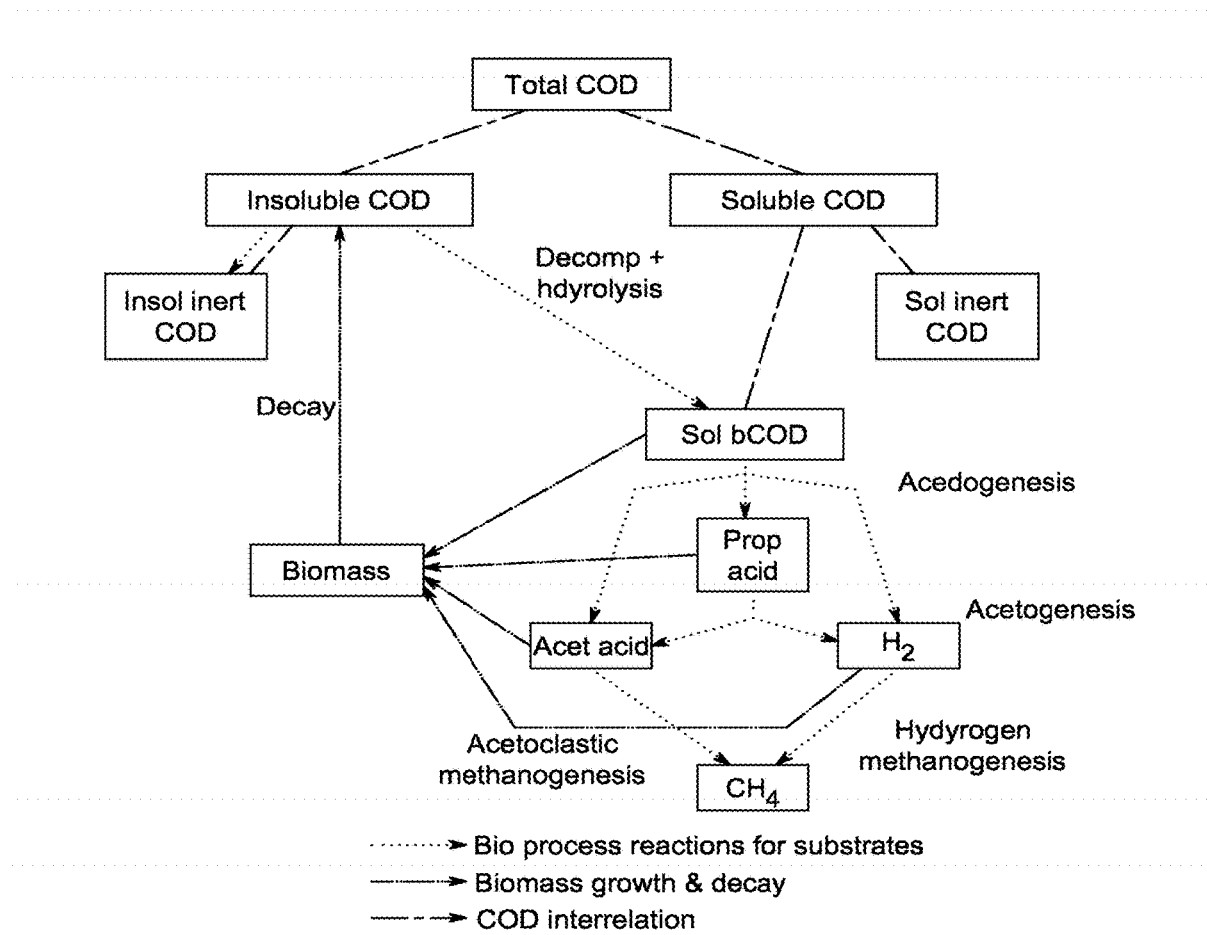 Total COD
Insoluble COD
Soluble COD
Decomp +
hdyrolysis
Insol inert
COD
Sol inert
COD
Decay
Sol bCOD
Acedogenesis
Prop
acid
Biomass
Acetogenesis
Acet acid
H2
Acetoclastic
methanogenesis
Hydyrogen
methanogenesis
CH4
Bio process reactions for substrates
Biomass growth & decay
COD interrelation